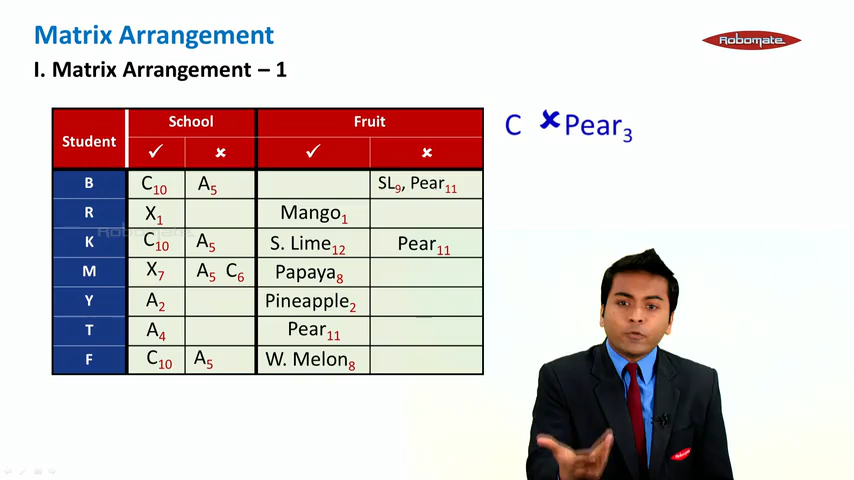 Matrix Arrangement
ROBOMATE
I. Matrix Arrangement – 1
Student School Fruit
✓ ✗ ✓ ✗
C ✗Pear3
B C10 A5 SL9, Pear11
R X1 Mango1
Robomate
K C10 A5 S. Lime12 Pear11
M X7 A5 C6 Papaya8
Y A2 Pineapple2
T A4 Pear11
F C10 A5 W. Melon8